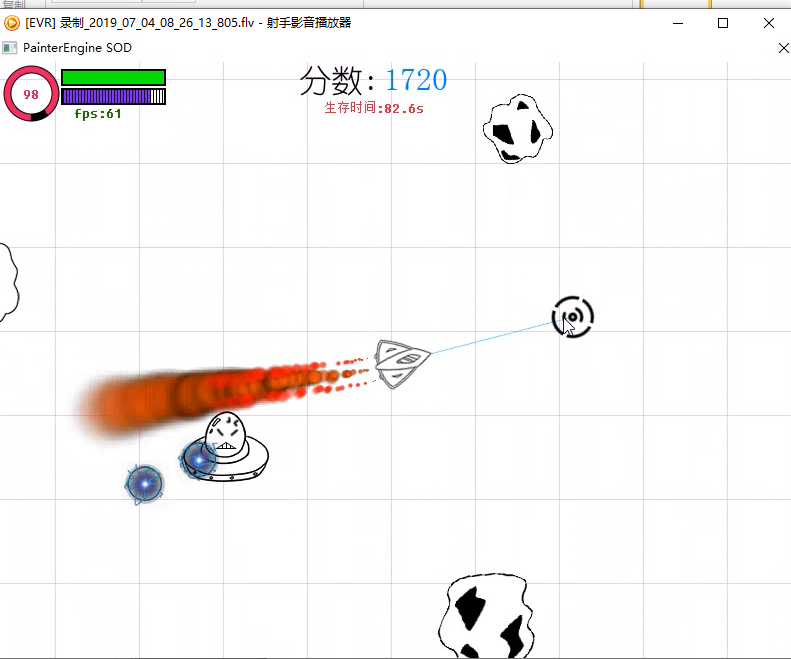 复制
[EVR] 录制_2019_07_04_08_26_13_805.flv - 射手影音播放器
PainterEngine SOD
98
fps:61
分数: 1720
生存时间:82.6s